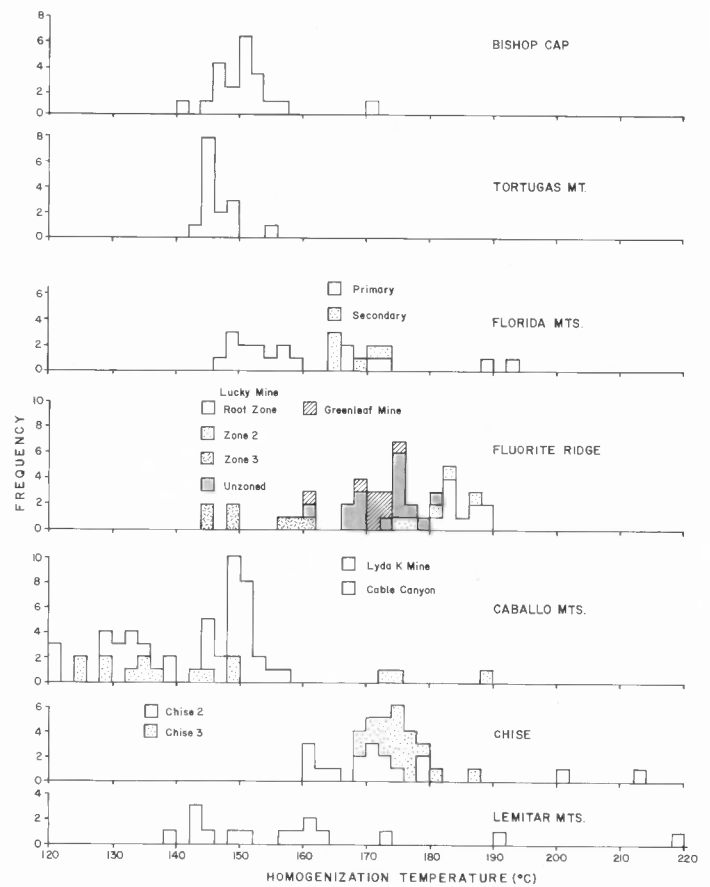 8
6
4
2
0
BISHOP CAP
8
6
4
2
0
TORTUGAS MT.
6
4
2
0
Primary
Secondary
FLORIDA MTS.
10
8
6
4
2
0
Lucky Mine
Root Zone
Greenleaf Mine
Zone 2
Zone 3
Unzoned
FLUORITE RIDGE
FREQUENCY
10
8
6
4
2
0
Lyda K Mine
Cable Canyon
CABALLO MTS.
6
4
2
0
Chise 2
Chise 3
CHISE
4
2
0
LEMITAR MTS.
120 130 140 150 160 170 180 190 200 210 220
HOMOGENIZATION TEMPERATURE (°C)